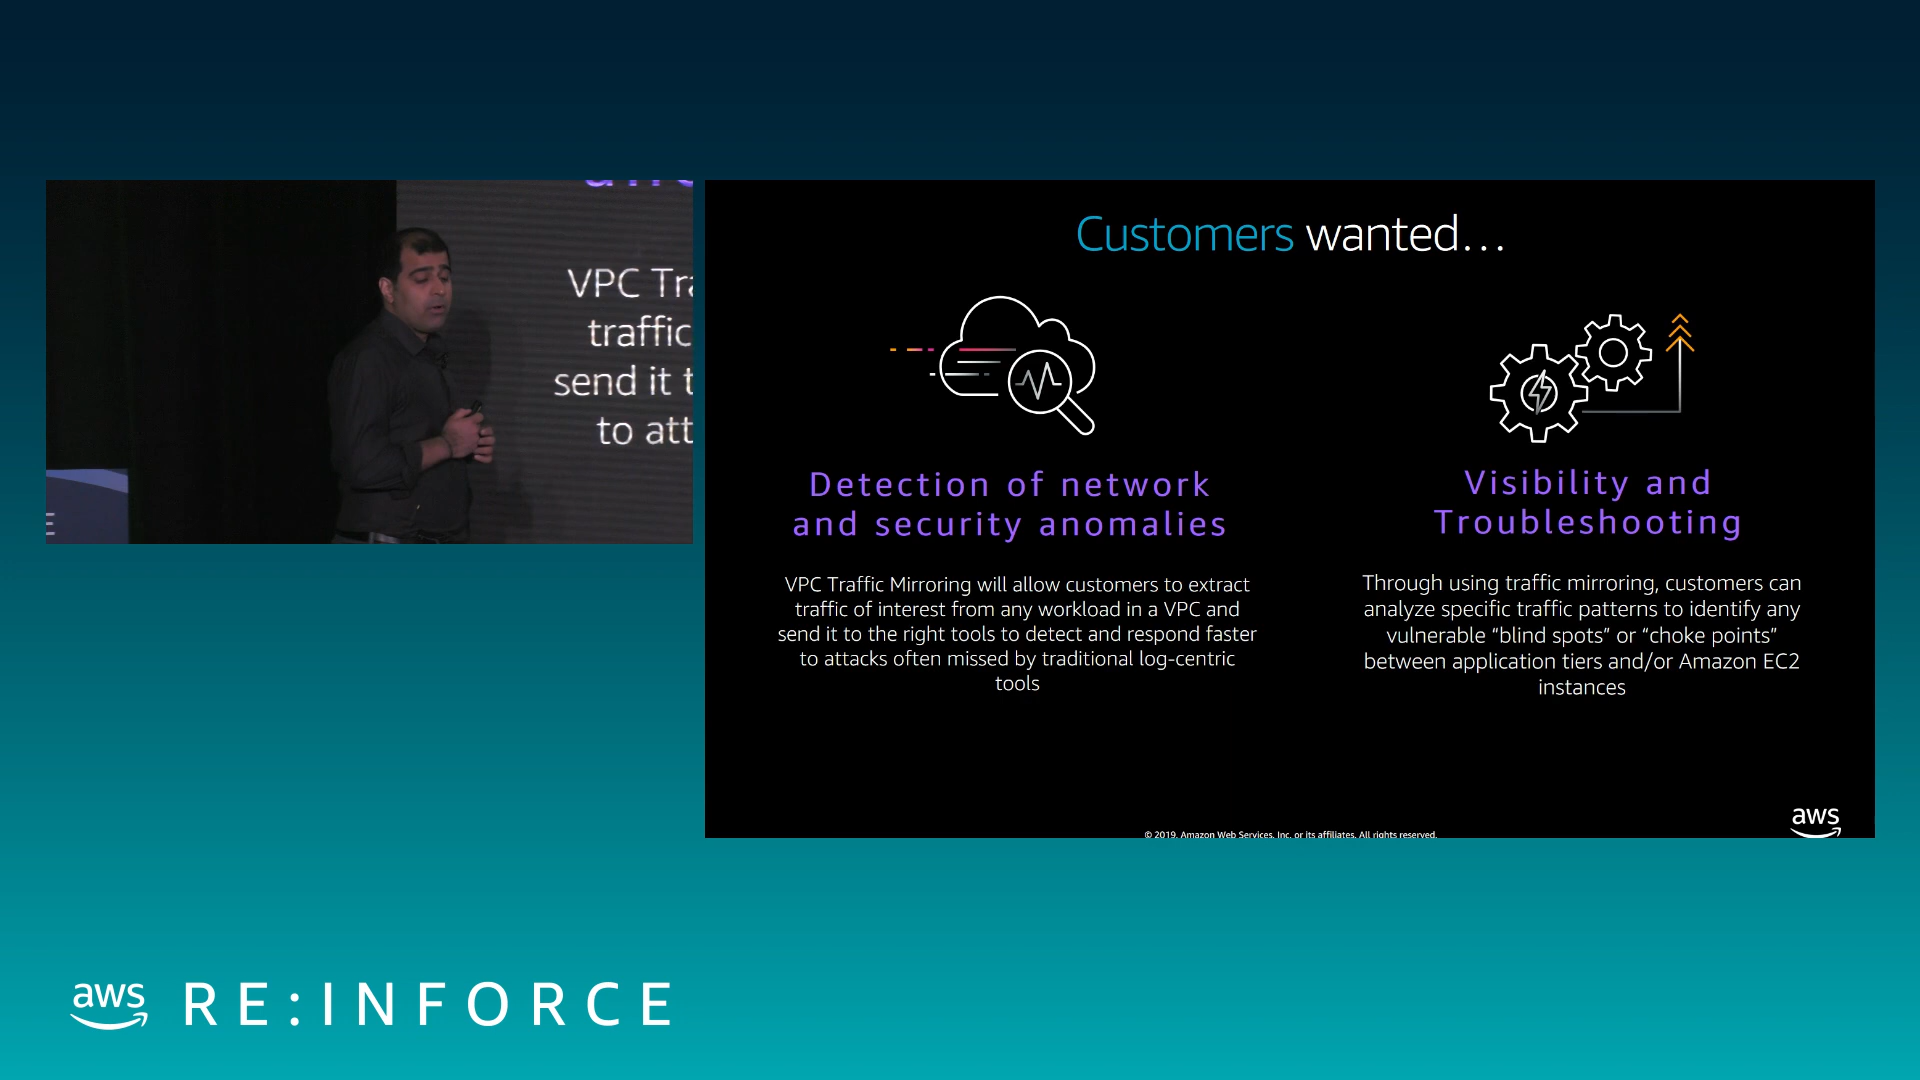 VPC
traffic
send it
to
Customers wanted...
Detection of network
and security anomalies
VPC Traffic Mirroring will allow customers to extract
traffic of interest from any workload in a VPC and
send it to the right tools to detect and respond faster
to attacks often missed by traditional log-centric
tools
Visibility and
Troubleshooting
Through using traffic mirroring, customers can
analyze specific traffic patterns to identify any
vulnerable “blind spots” or “choke points”
between application tiers and/or Amazon EC2
instances
© 2019, Amazon Web Services, Inc. or its affiliates. All rights reserved.
aws
aws RE:INFORCE